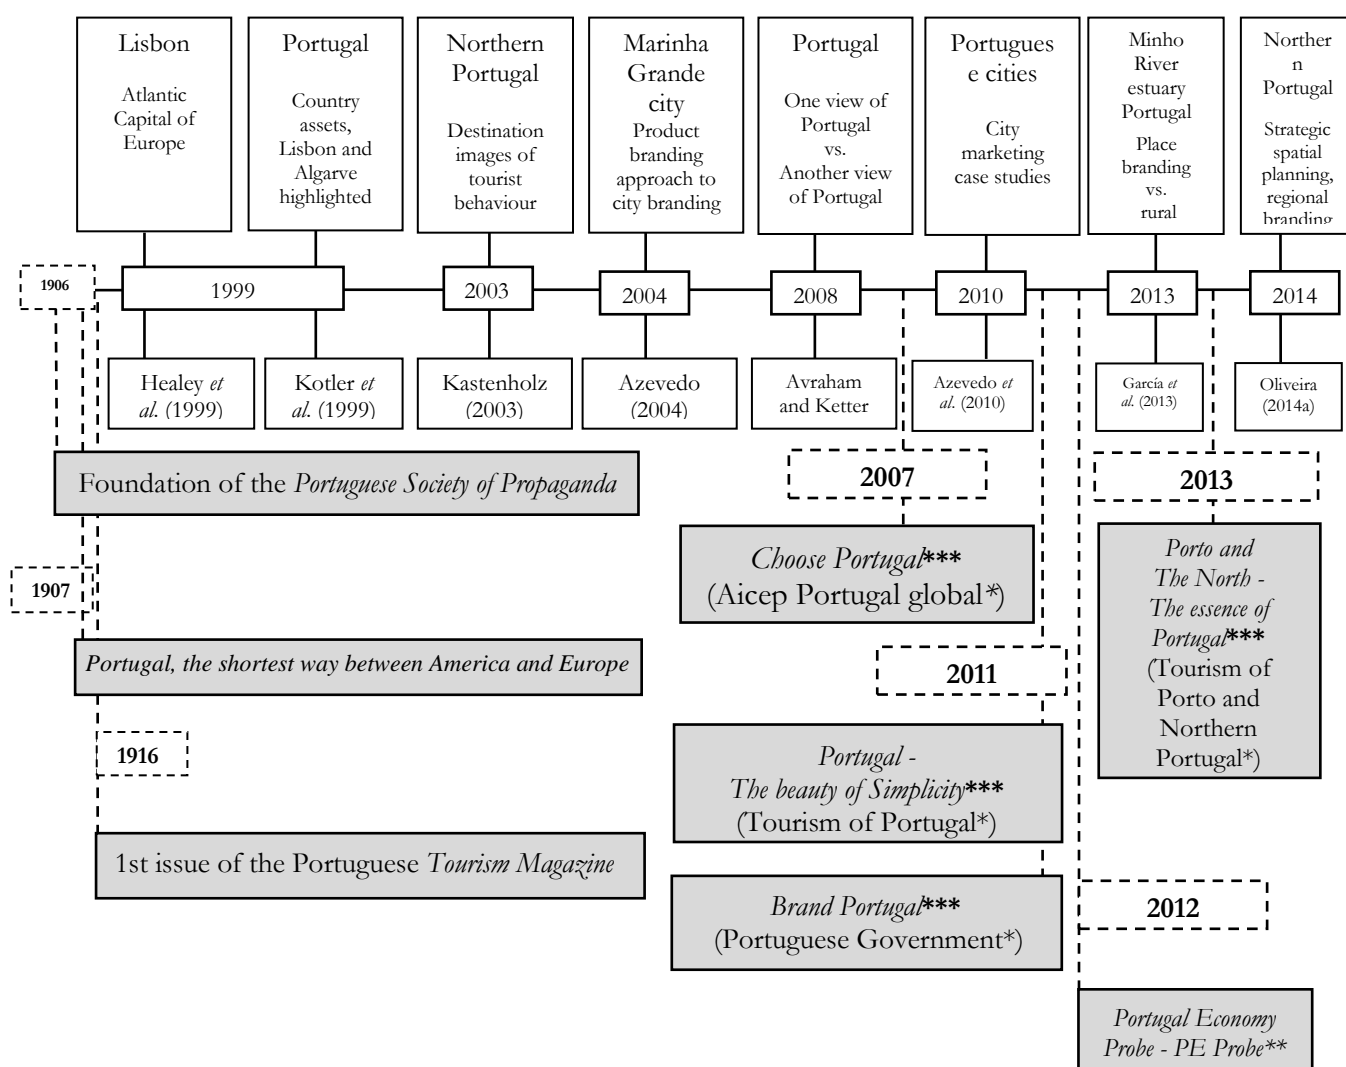 Lisbon
Atlantic
Capital of
Europe
Portugal
Country
assets,
Lisbon and
Algarve
highlighted
Northern
Portugal
Destination
images of
tourist
behaviour
Marinha
Grande
city
Product
branding
approach to
city branding
Portugal
One view of
Portugal
vs.
Another view
of Portugal
Portugues
e cities
City
marketing
case studies
Minho
River
estuary
Portugal
Place
branding
vs.
rural
Norther
n
Portugal
Strategic
spatial
planning,
regional
branding
1906
1999
2003
2004
2008
2010
2013
2014
Healey et
al. (1999)
Kotler et
al. (1999)
Kastenholz
(2003)
Azevedo
(2004)
Avraham
and Ketter
Azevedo et
al. (2010)
García et
al. (2013)
Oliveira
(2014a)
Foundation of the Portuguese Society of Propaganda
1907
Portugal, the shortest way between America and Europe
1916
1st issue of the Portuguese Tourism Magazine
2007
Choose Portugal***
(Aicep Portugal global*)
2011
Portugal -
The beauty of Simplicity***
(Tourism of Portugal*)
Brand Portugal***
(Portuguese Government*)
2013
Porto and
The North -
The essence of
Portugal***
(Tourism of
Porto and
Northern
Portugal*)
2012
Portugal Economy
Probe - PE Probe**